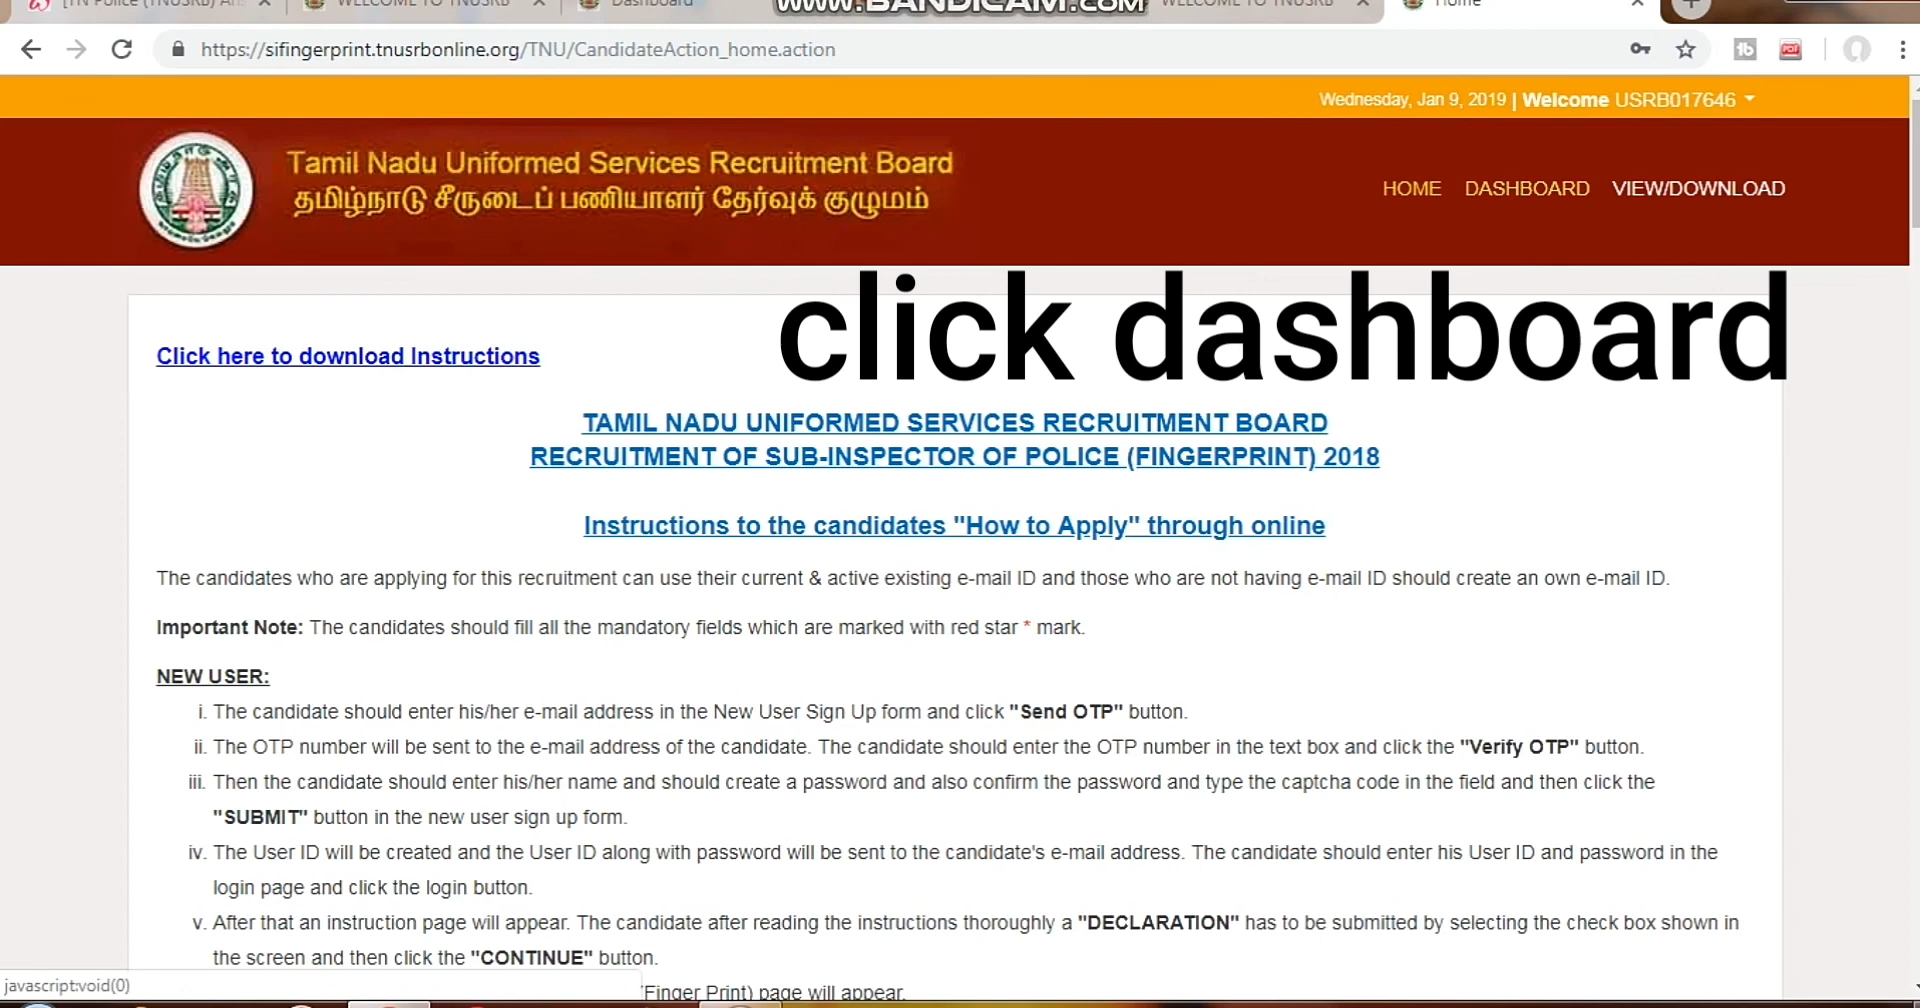 [TN Police (TNUSRB)
WELCOME TO TNUSRB
Dashboard
www.BANDICAM.com
WELCOME TO TNUSRB
Home
https://sifingerprint.tnusrbonline.org/TNU/CandidateAction_home.action
Wednesday, Jan 9, 2019 | Welcome USRB017646
Tamil Nadu Uniformed Services Recruitment Board
தமிழ்நாடு சீருடைப் பணியாளர் தேர்வுக் குழுமம்
HOME DASHBOARD VIEW/DOWNLOAD
click dashboard
Click here to download Instructions
TAMIL NADU UNIFORMED SERVICES RECRUITMENT BOARD
RECRUITMENT OF SUB-INSPECTOR OF POLICE (FINGERPRINT) 2018
Instructions to the candidates "How to Apply" through online
The candidates who are applying for this recruitment can use their current & active existing e-mail ID and those who are not having e-mail ID should create an own e-mail ID.
Important Note: The candidates should fill all the mandatory fields which are marked with red star * mark.
NEW USER:
i. The candidate should enter his/her e-mail address in the New User Sign Up form and click "Send OTP" button.
ii. The OTP number will be sent to the e-mail address of the candidate. The candidate should enter the OTP number in the text box and click the "Verify OTP" button.
iii. Then the candidate should enter his/her name and should create a password and also confirm the password and type the captcha code in the field and then click the
"SUBMIT" button in the new user sign up form.
iv. The User ID will be created and the User ID along with password will be sent to the candidate's e-mail address. The candidate should enter his User ID and password in the
login page and click the login button.
v. After that an instruction page will appear. The candidate after reading the instructions thoroughly a "DECLARATION" has to be submitted by selecting the check box shown in
the screen and then click the "CONTINUE" button.
javascript:void(0)
(Finger Print) page will appear.